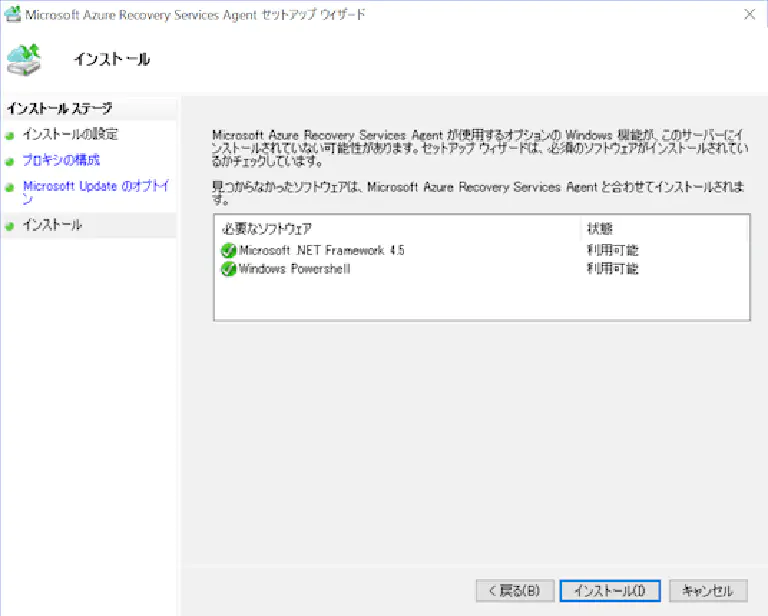 Microsoft Azure Recovery Services Agent セットアップ ウィザード
インストール
インストール ステージ
インストールの設定
プロキシの構成
Microsoft Update のオプトイ
ン
インストール
Microsoft Azure Recovery Services Agent が使用するオプションの Windows 機能が、このサーバーにイ
ンストールされていない可能性があります。セットアップ ウィザードは、必須のソフトウェアがインストールされてい
るかチェックしています。
見つからなかったソフトウェアは、Microsoft Azure Recovery Services Agent と合わせてインストールされま
す。
必要なソフトウェア 状態
Microsoft .NET Framework 4.5 利用可能
Windows Powershell 利用可能
< 戻る(B) インストール(I) キャンセル